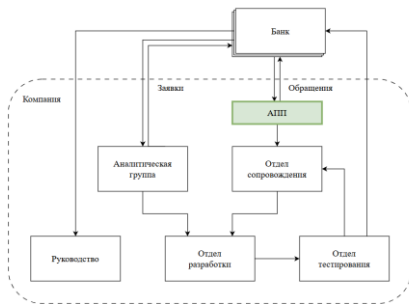 Банк
Компания
Заявки
Обращения
АПП
Аналитическая
группа
Отдел
сопровождения
Руководство
Отдел
разработки
Отдел
тестирования